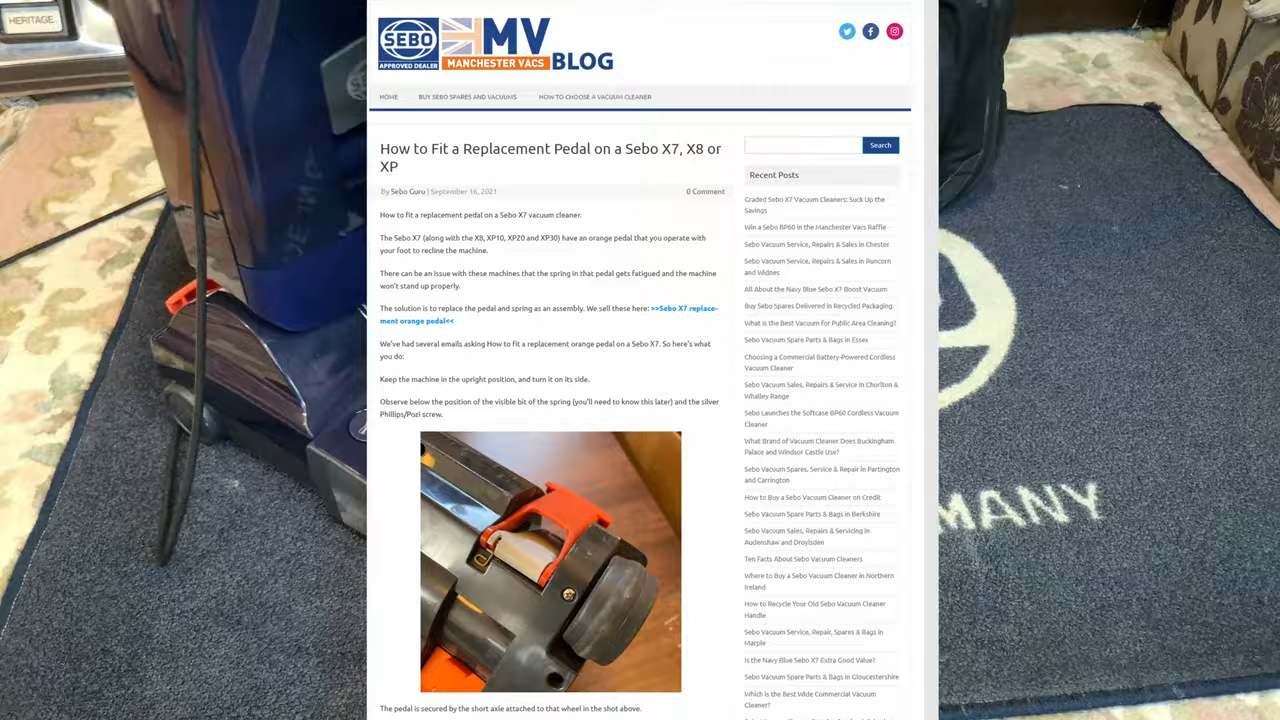 HERITAGE
SEBO
APPROVED DEALER
MV
MANCHESTER VACS
BLOG
HOME
BUY SEBO SPARES AND VACUUMS
HOW TO CHOOSE A VACUUM CLEANER
How to Fit a Replacement Pedal on a Sebo X7, X8 or
XP
By Sebo Guru | September 16, 2021
0 Comment
How to fit a replacement pedal on a Sebo X7 vacuum cleaner.
The Sebo X7 (along with the X8, XP10, XP20 and XP30) have an orange pedal that you operate with
your foot to recline the machine.
There can be an issue with these machines that the spring in that pedal gets fatigued and the machine
won't stand up properly.
The solution is to replace the pedal and spring as an assembly. We sell these here: >>Sebo X7 replace-
ment orange pedal<<
We've had several emails asking How to fit a replacement orange pedal on a Sebo X7. So here's what
you do:
Keep the machine in the upright position, and turn it on its side.
Observe below the position of the visible bit of the spring (you'll need to know this later) and the silver
Phillips/Pozi screw.
The pedal is secured by the short axle attached to that wheel in the shot above.
Search
Recent Posts
Graded Sebo X7 Vacuum Cleaners: Suck Up the
Savings
Win a Sebo BP60 in the Manchester Vacs Raffle
Sebo Vacuum Service, Repairs & Sales in Chester
Sebo Vacuum Service, Repairs & Sales in Runcorn
and Widnes
All About the Navy Blue Sebo X7 Boost Vacuum
Buy Sebo Spares Delivered in Recycled Packaging
What is the Best Vacuum for Public Area Cleaning?
Sebo Vacuum Spare Parts & Bags in Essex
Choosing a Commercial Battery-Powered Cordless
Vacuum Cleaner
Sebo Vacuum Sales, Repairs & Service in Chorlton &
Whalley Range
Sebo Launches the Softcase BP60 Cordless Vacuum
Cleaner
What Brand of Vacuum Cleaner Does Buckingham
Palace and Windsor Castle Use?
Sebo Vacuum Spares, Service & Repair in Partington
and Carrington
How to Buy a Sebo Vacuum Cleaner on Credit
Sebo Vacuum Spare Parts & Bags in Berkshire
Sebo Vacuum Sales, Repairs & Servicing in
Audenshaw and Droylsden
Ten Facts About Sebo Vacuum Cleaners
Where to Buy a Sebo Vacuum Cleaner in Northern
Ireland
How to Recycle Your Old Sebo Vacuum Cleaner
Handle
Sebo Vacuum Service, Repair, Spares & Bags in
Marple
Is the Navy Blue Sebo X7 Extra Good Value?
Sebo Vacuum Spare Parts & Bags in Gloucestershire
Which is the Best Wide Commercial Vacuum
Cleaner?
MANY